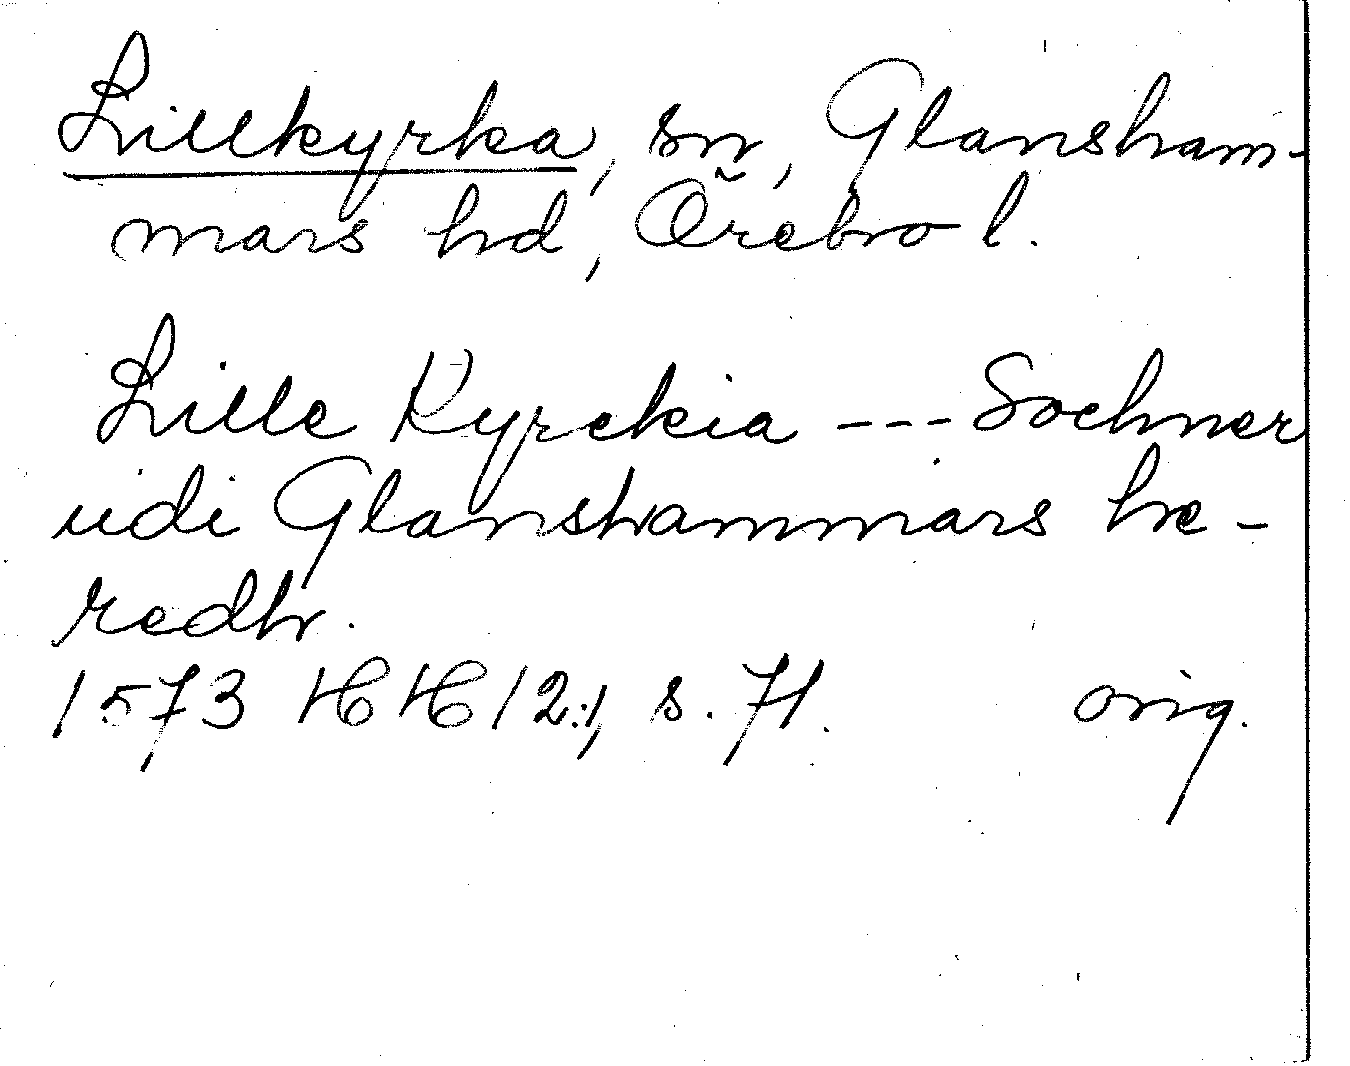 Lillkyrka, sn, Glansham-
mars hd, Örebro l.
Lille Kyrckia --- Sochner
udi Glanshammars he-
redh.
1573 HH 12:1, s. 71. orig.